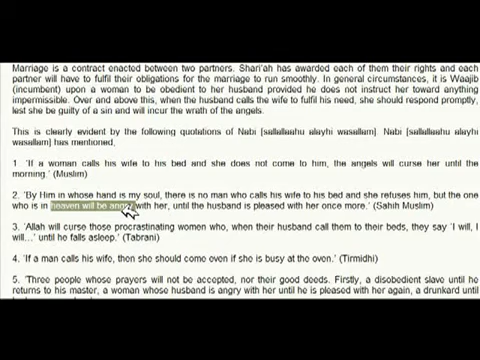 Marriage is a contract enacted between two partners. Shari'ah has awarded each of them their rights and each
partner will have to fulfil their obligations for the marriage to run smoothly. In general circumstances, it is Waajib
(incumbent) upon a woman to be obedient to her husband provided he does not instruct her toward anything
impermissible. Over and above this, when the husband calls the wife to fulfil his need, she should respond promptly,
lest she be guilty of a sin and will incur the wrath of the angels.
This is clearly evident by the following quotations of Nabi [sallallaahu alayhi wasallam]. Nabi [sallallaahu alayhi
wasallam] has mentioned,
1. 'If a woman calls his wife to his bed and she does not come to him, the angels will curse her until the
morning.' (Muslim)
2. 'By Him in whose hand is my soul, there is no man who calls his wife to his bed and she refuses him, but the one
who is in heaven will be angry with her, until the husband is pleased with her once more.' (Sahih Muslim)
3. 'Allah will curse those procrastinating women who, when their husband call them to their beds, they say 'I will, I
will...' until he falls asleep.' (Tabrani)
4. 'If a man calls his wife, then she should come even if she is busy at the oven.' (Tirmidhi)
5. 'Three people whose prayers will not be accepted, nor their good deeds. Firstly, a disobedient slave until he
returns to his master, a woman whose husband is angry with her until he is pleased with her again, a drunkard until